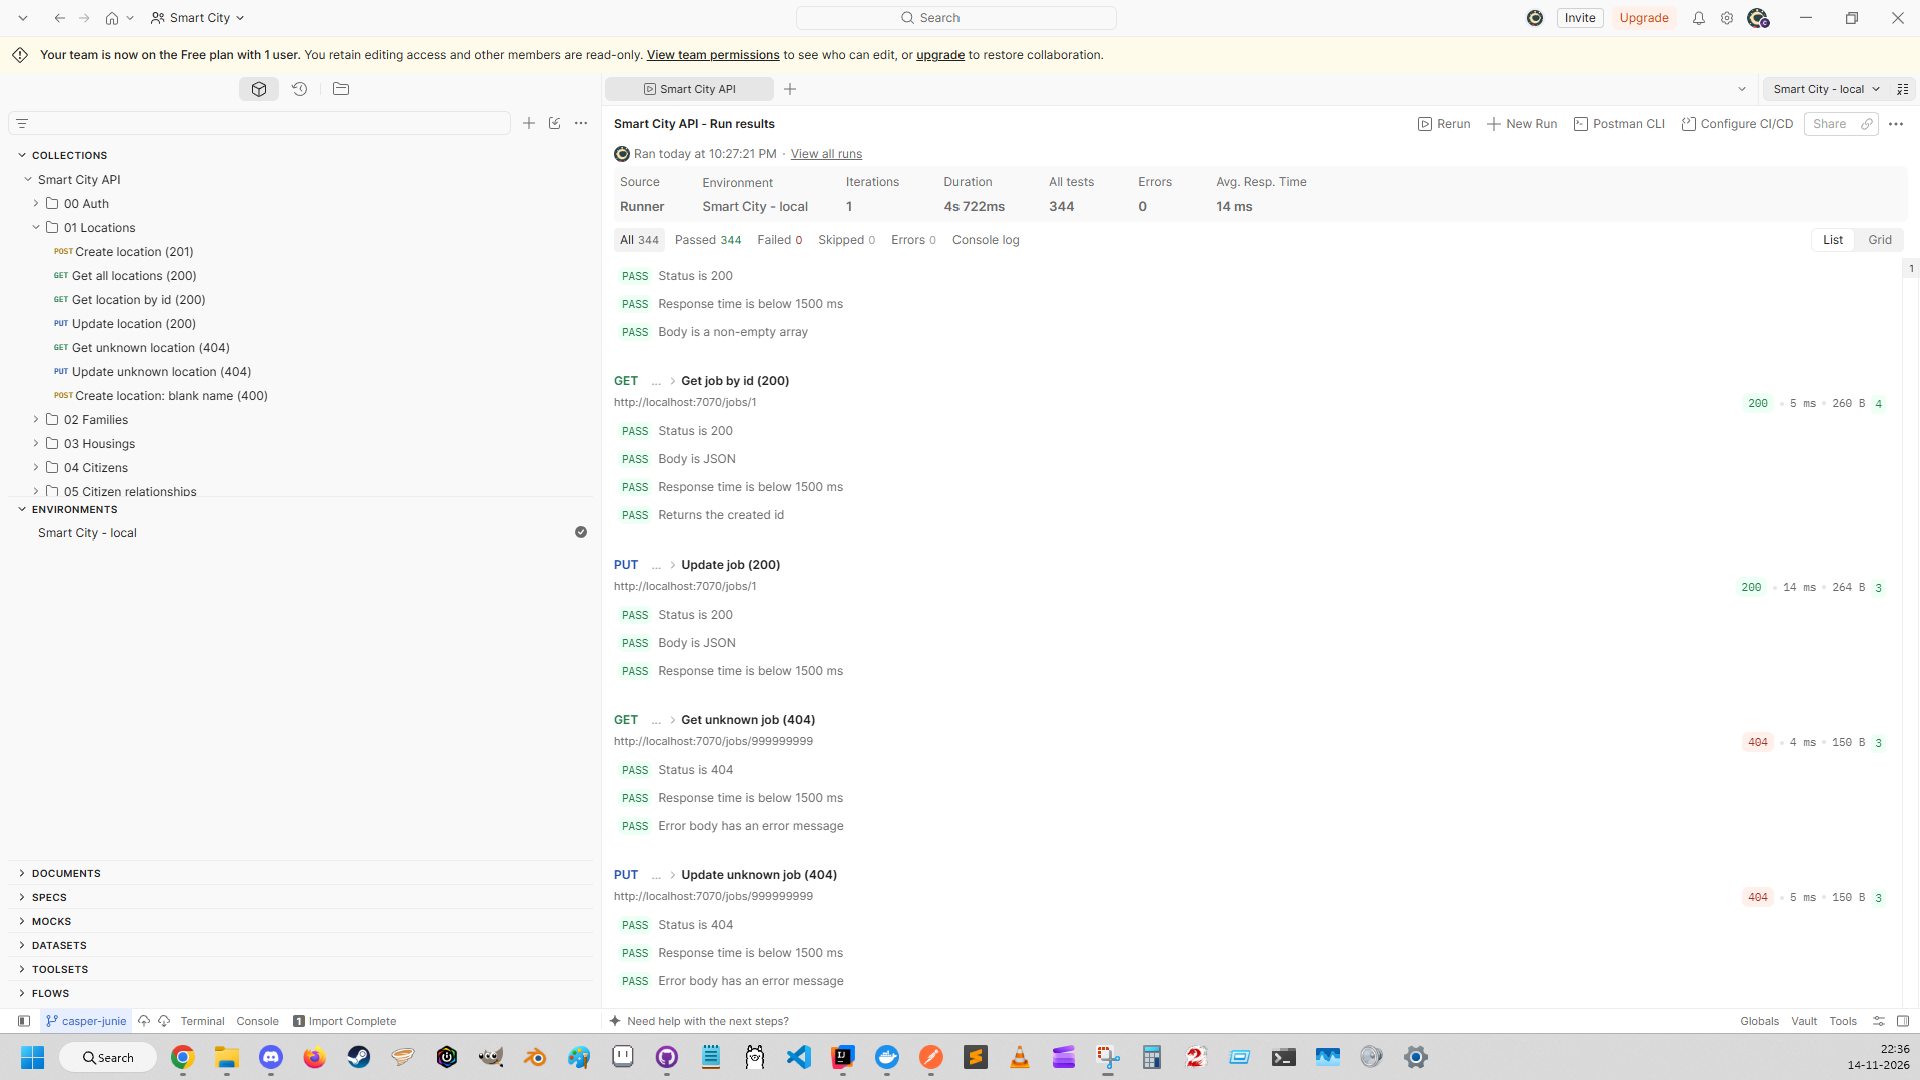 Smart City
Search
Invite
Upgrade
Your team is now on the Free plan with 1 user. You retain editing access and other members are read-only. View team permissions to see who can edit, or upgrade to restore collaboration.
Smart City API
Smart City - local
COLLECTIONS
Smart City API
00 Auth
01 Locations
POST Create location (201)
GET Get all locations (200)
GET Get location by id (200)
PUT Update location (200)
GET Get unknown location (404)
PUT Update unknown location (404)
POST Create location: blank name (400)
02 Families
03 Housings
04 Citizens
05 Citizen relationships
ENVIRONMENTS
Smart City - local
DOCUMENTS
SPECS
MOCKS
DATASETS
TOOLSETS
FLOWS
Smart City API - Run results
Rerun
New Run
Postman CLI
Configure CI/CD
Share
Ran today at 10:27:21 PM · View all runs
Source Environment Iterations Duration All tests Errors Avg. Resp. Time
Runner Smart City - local 1 4s 722ms 344 0 14 ms
All 344 Passed 344 Failed 0 Skipped 0 Errors 0 Console log
List Grid
1
PASS Status is 200
PASS Response time is below 1500 ms
PASS Body is a non-empty array
GET ... > Get job by id (200)
http://localhost:7070/jobs/1
200 • 5 ms • 260 B 4
PASS Status is 200
PASS Body is JSON
PASS Response time is below 1500 ms
PASS Returns the created id
PUT ... > Update job (200)
http://localhost:7070/jobs/1
200 • 14 ms • 264 B 3
PASS Status is 200
PASS Body is JSON
PASS Response time is below 1500 ms
GET ... > Get unknown job (404)
http://localhost:7070/jobs/999999999
404 • 4 ms • 150 B 3
PASS Status is 404
PASS Response time is below 1500 ms
PASS Error body has an error message
PUT ... > Update unknown job (404)
http://localhost:7070/jobs/999999999
404 • 5 ms • 150 B 3
PASS Status is 404
PASS Response time is below 1500 ms
PASS Error body has an error message
casper-junie
Terminal
Console
1 Import Complete
Need help with the next steps?
Globals
Vault
Tools
Search
22:36
14-11-2026